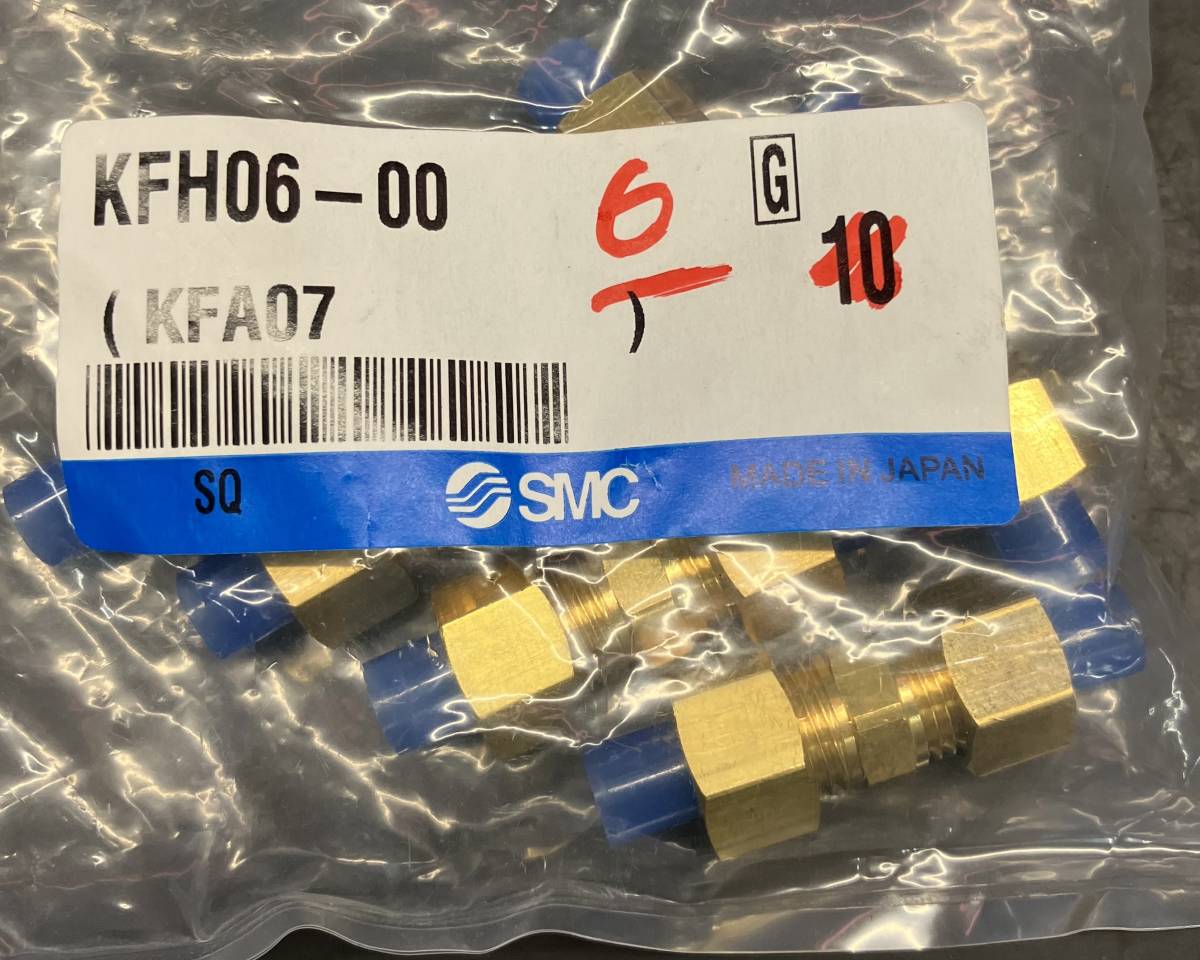 KFH06-00
6
G
10
( KFA07 )
SQ
SMC
MADE IN JAPAN